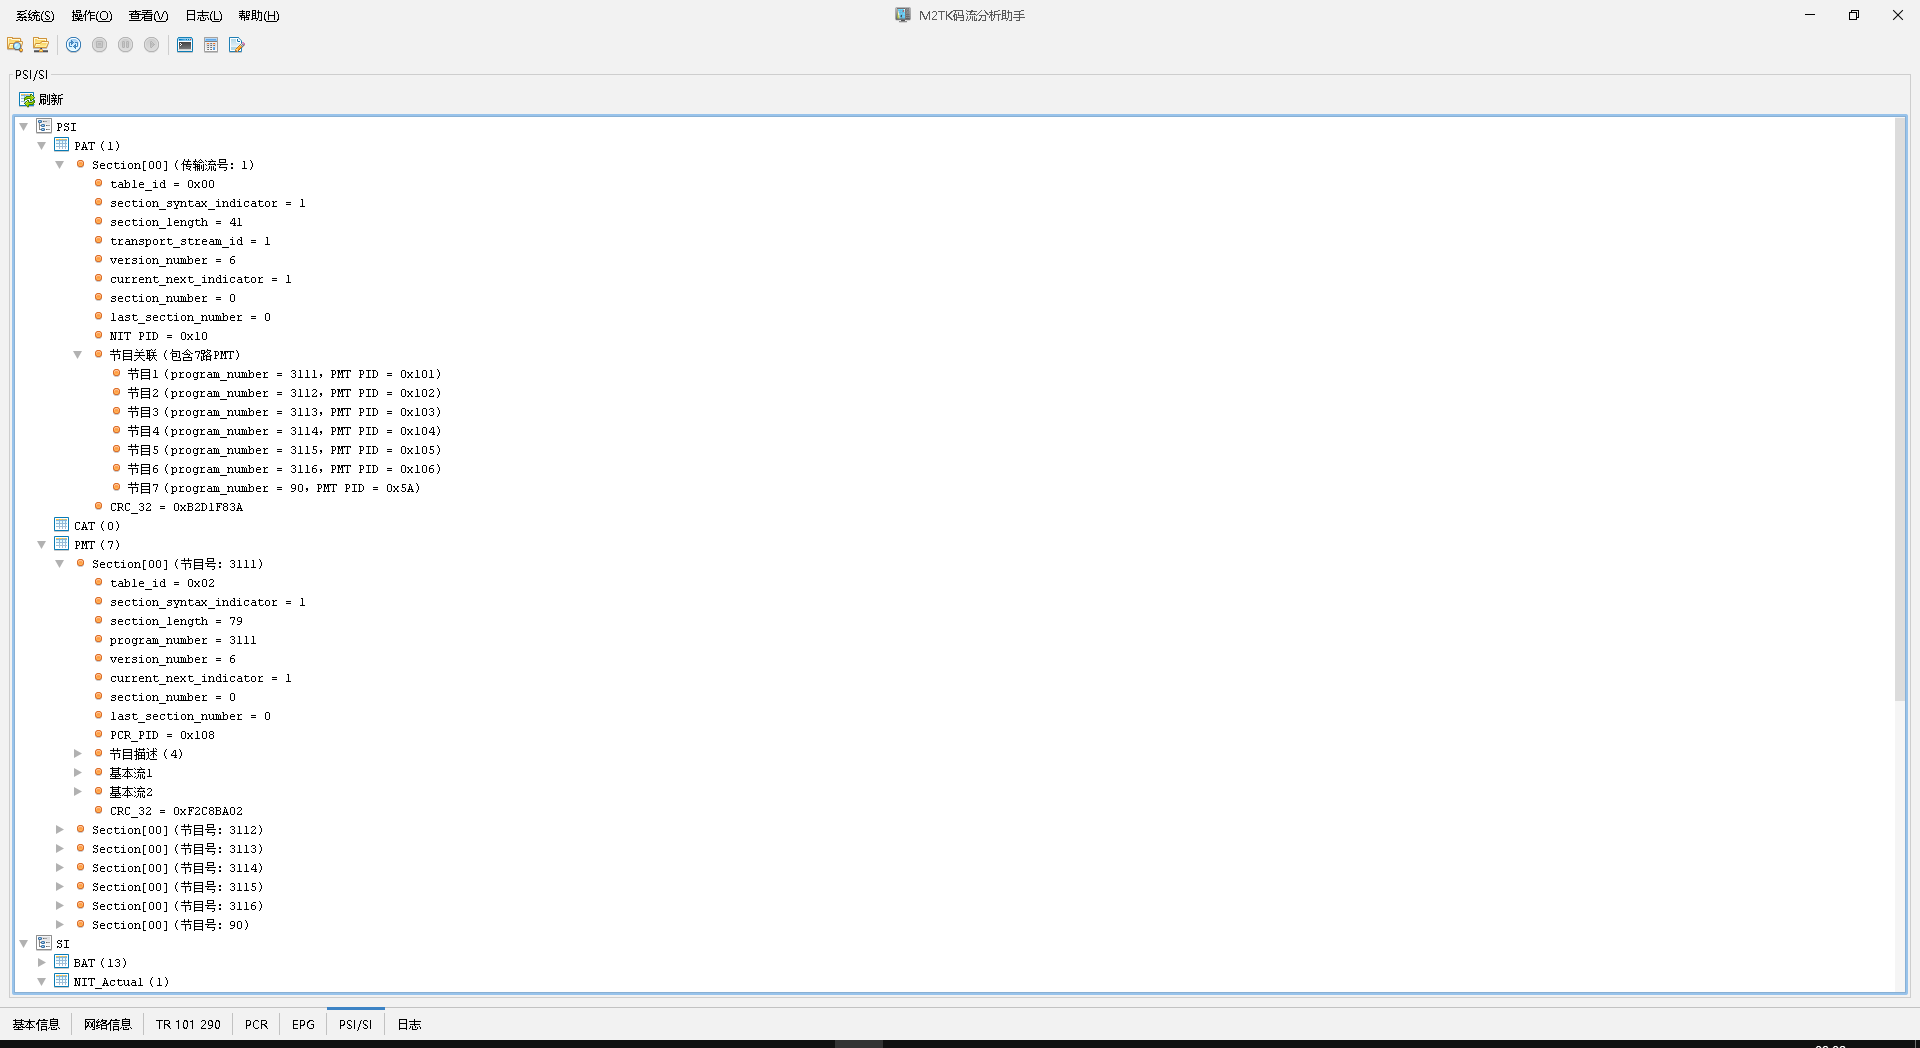 系统(S) 操作(O) 查看(V) 日志(L) 帮助(H) M2TK码流分析助手
PSI/SI
刷新
PSI
PAT(1)
Section[00](传输流号: 1)
table_id = 0x00
section_syntax_indicator = 1
section_length = 41
transport_stream_id = 1
version_number = 6
current_next_indicator = 1
section_number = 0
last_section_number = 0
NIT PID = 0x10
节目关联(包含7路PMT)
节目1(program_number = 3111，PMT PID = 0x101)
节目2(program_number = 3112，PMT PID = 0x102)
节目3(program_number = 3113，PMT PID = 0x103)
节目4(program_number = 3114，PMT PID = 0x104)
节目5(program_number = 3115，PMT PID = 0x105)
节目6(program_number = 3116，PMT PID = 0x106)
节目7(program_number = 90，PMT PID = 0x5A)
CRC_32 = 0xB2D1F83A
CAT(0)
PMT(7)
Section[00](节目号: 3111)
table_id = 0x02
section_syntax_indicator = 1
section_length = 79
program_number = 3111
version_number = 6
current_next_indicator = 1
section_number = 0
last_section_number = 0
PCR_PID = 0x108
节目描述(4)
基本流1
基本流2
CRC_32 = 0xF2C8BA02
Section[00](节目号: 3112)
Section[00](节目号: 3113)
Section[00](节目号: 3114)
Section[00](节目号: 3115)
Section[00](节目号: 3116)
Section[00](节目号: 90)
SI
BAT(13)
NIT_Actual(1)
基本信息 网络信息 TR 101 290 PCR EPG PSI/SI 日志